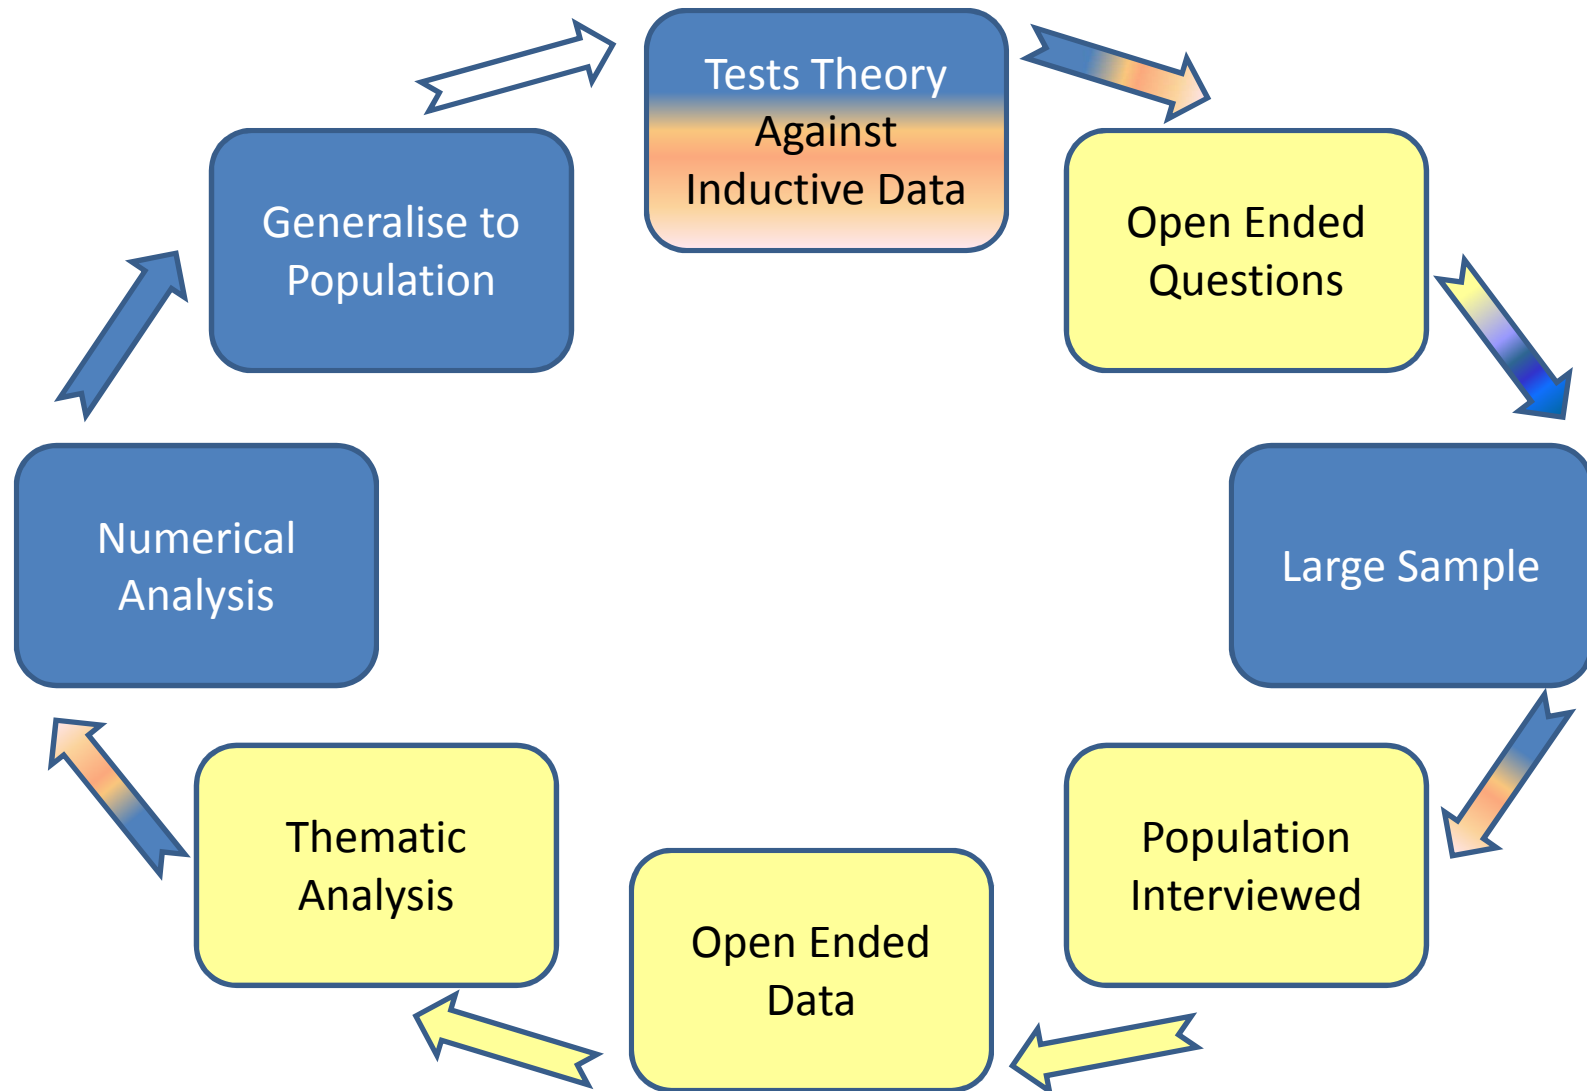 Tests Theory
Against
Inductive Data
Open Ended
Questions
Large Sample
Population
Interviewed
Open Ended
Data
Thematic
Analysis
Numerical
Analysis
Generalise to
Population